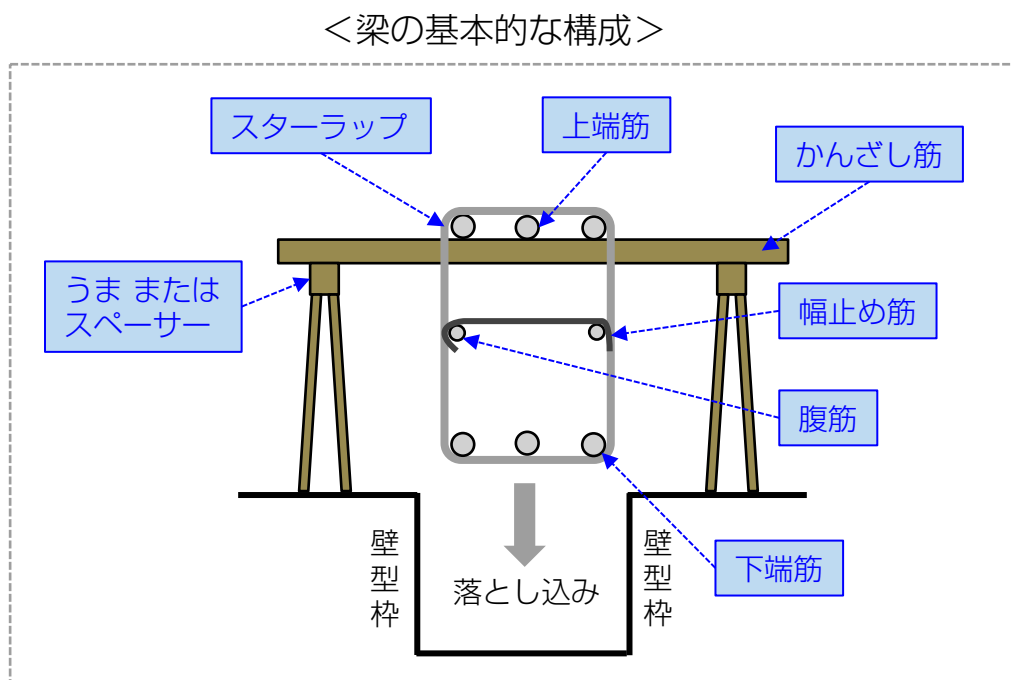 ＜梁の基本的な構成＞
スターラップ
上端筋
かんざし筋
うま または
スペーサー
幅止め筋
腹筋
下端筋
壁型枠
壁型枠
落とし込み